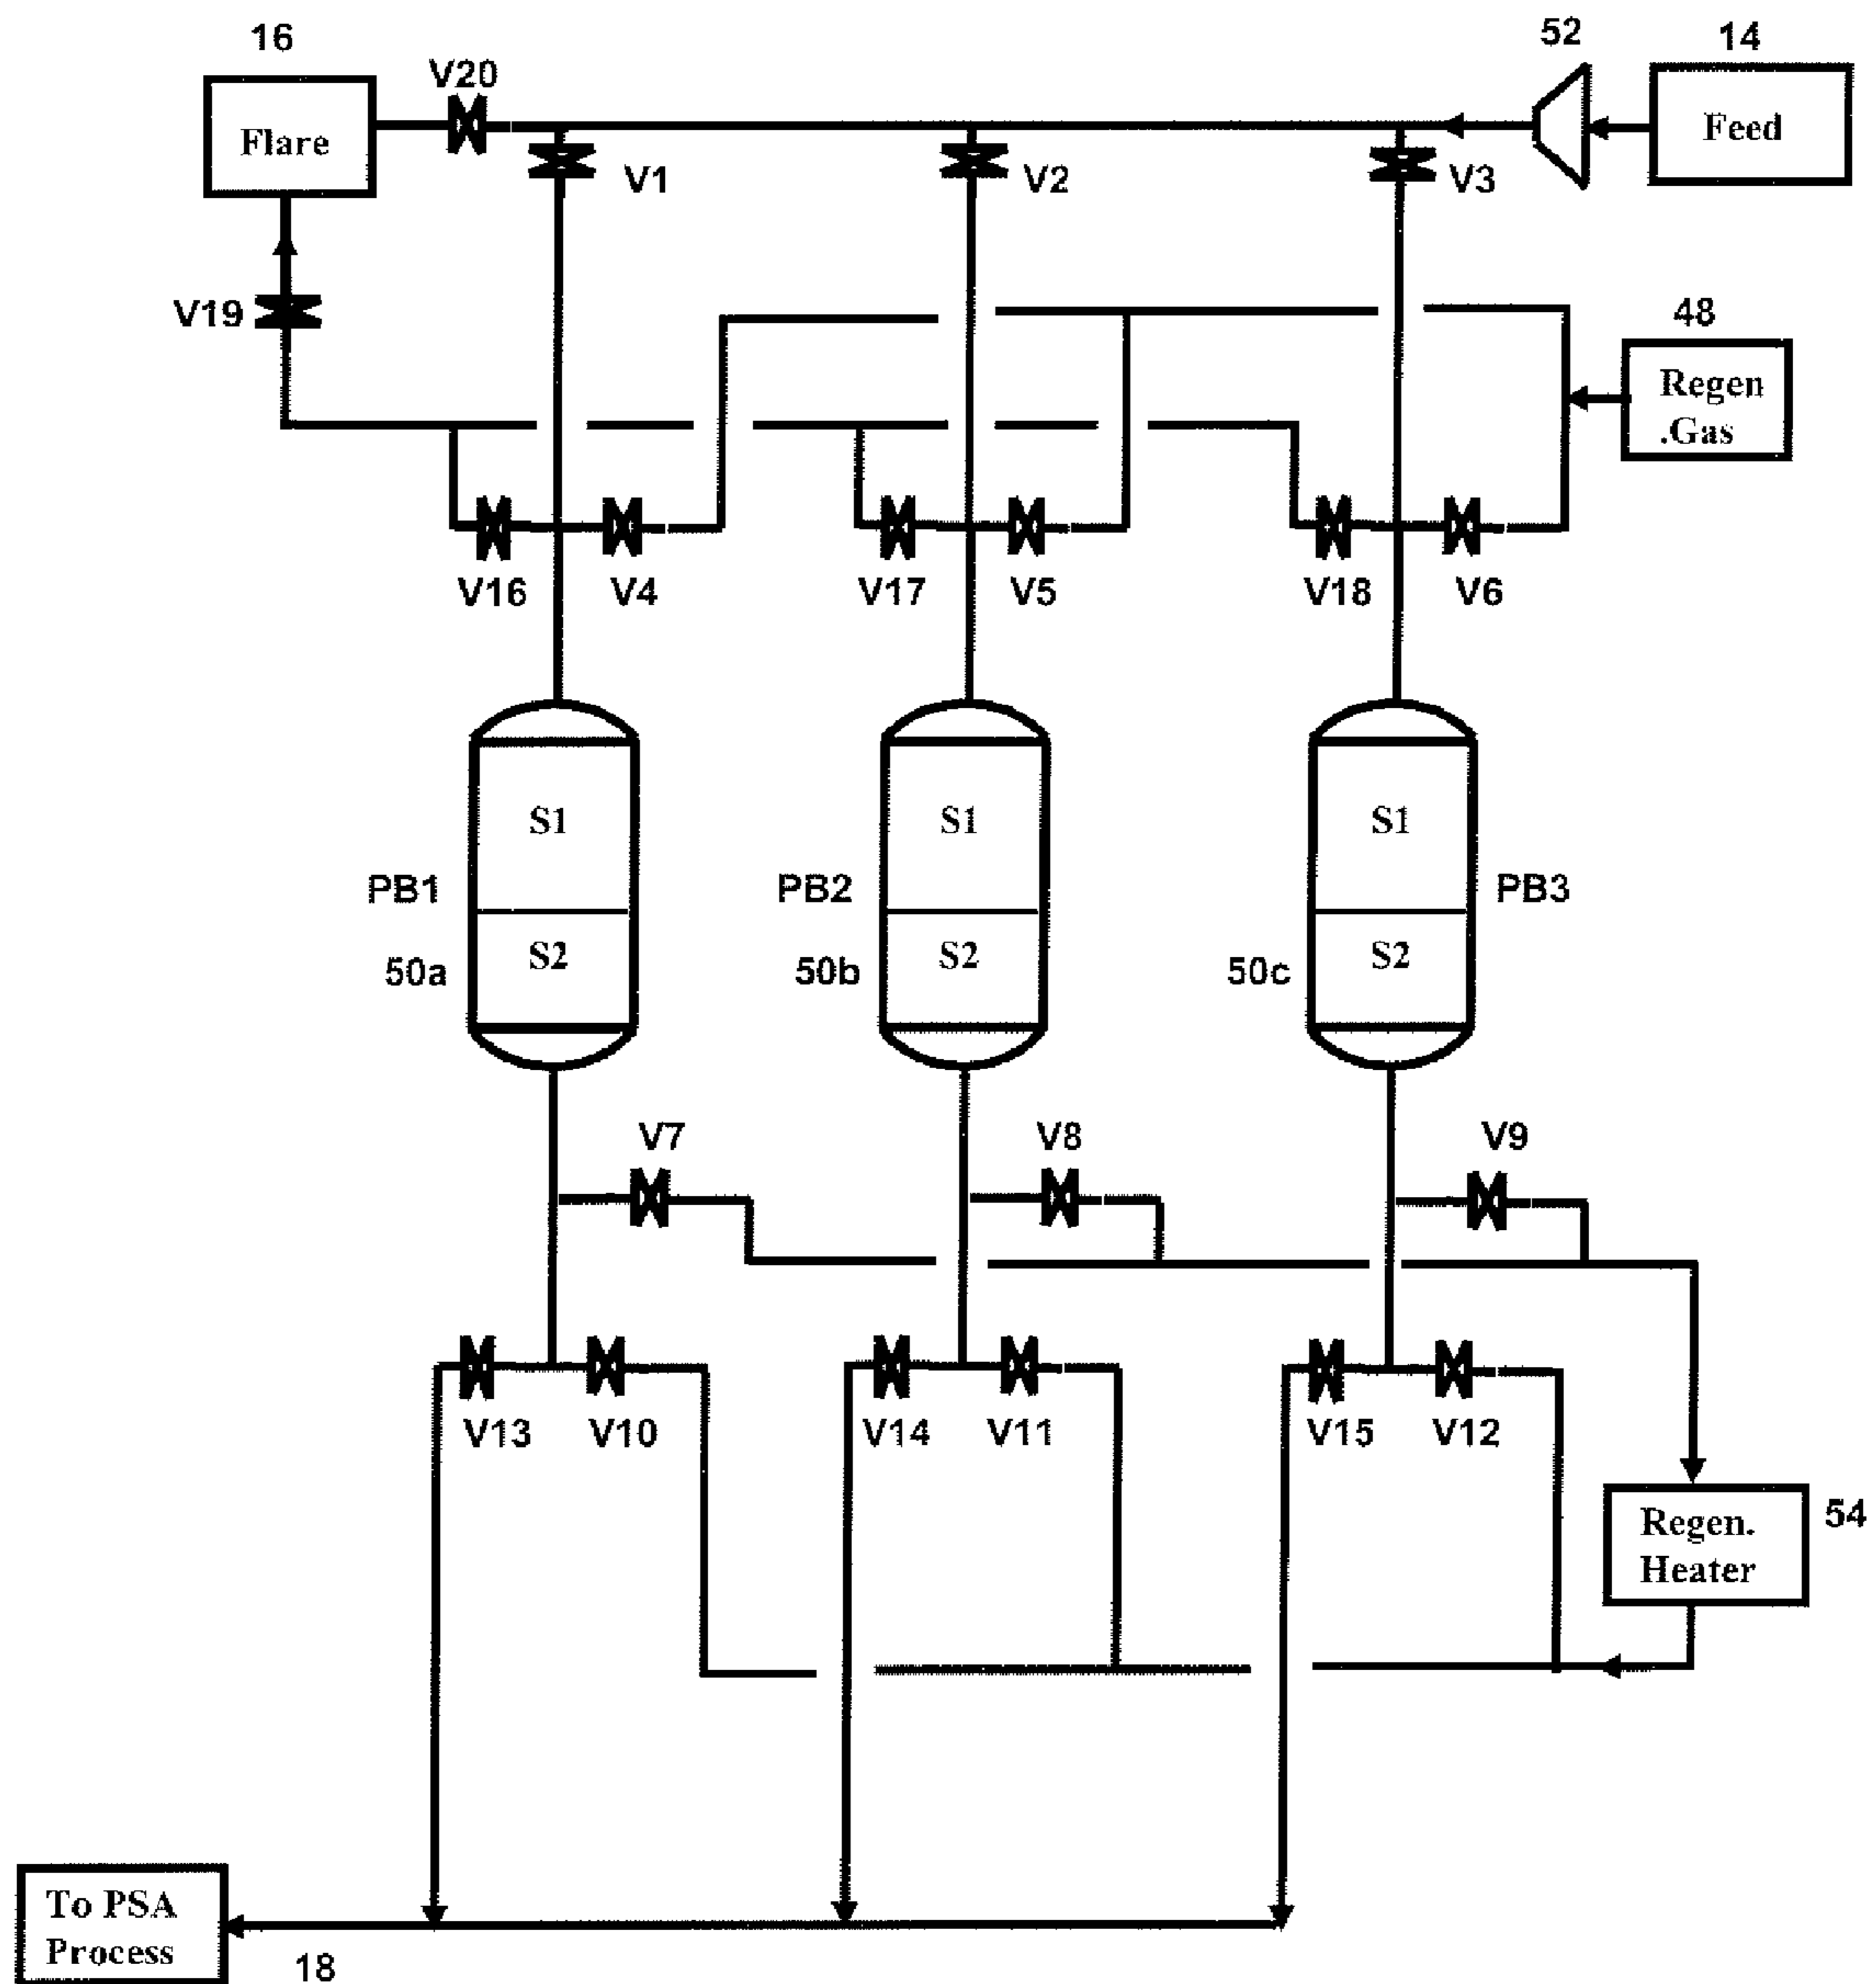 16
52
14
V20
Flare
Feed
V1
V2
V3
V19
48
Regen
.Gas
V16
V4
V17
V5
V18
V6
S1
S1
S1
PB1
PB2
PB3
S2
S2
S2
50a
50b
50c
V7
V8
V9
V13
V10
V14
V11
V15
V12
54
Regen.
Heater
To PSA
Process
18